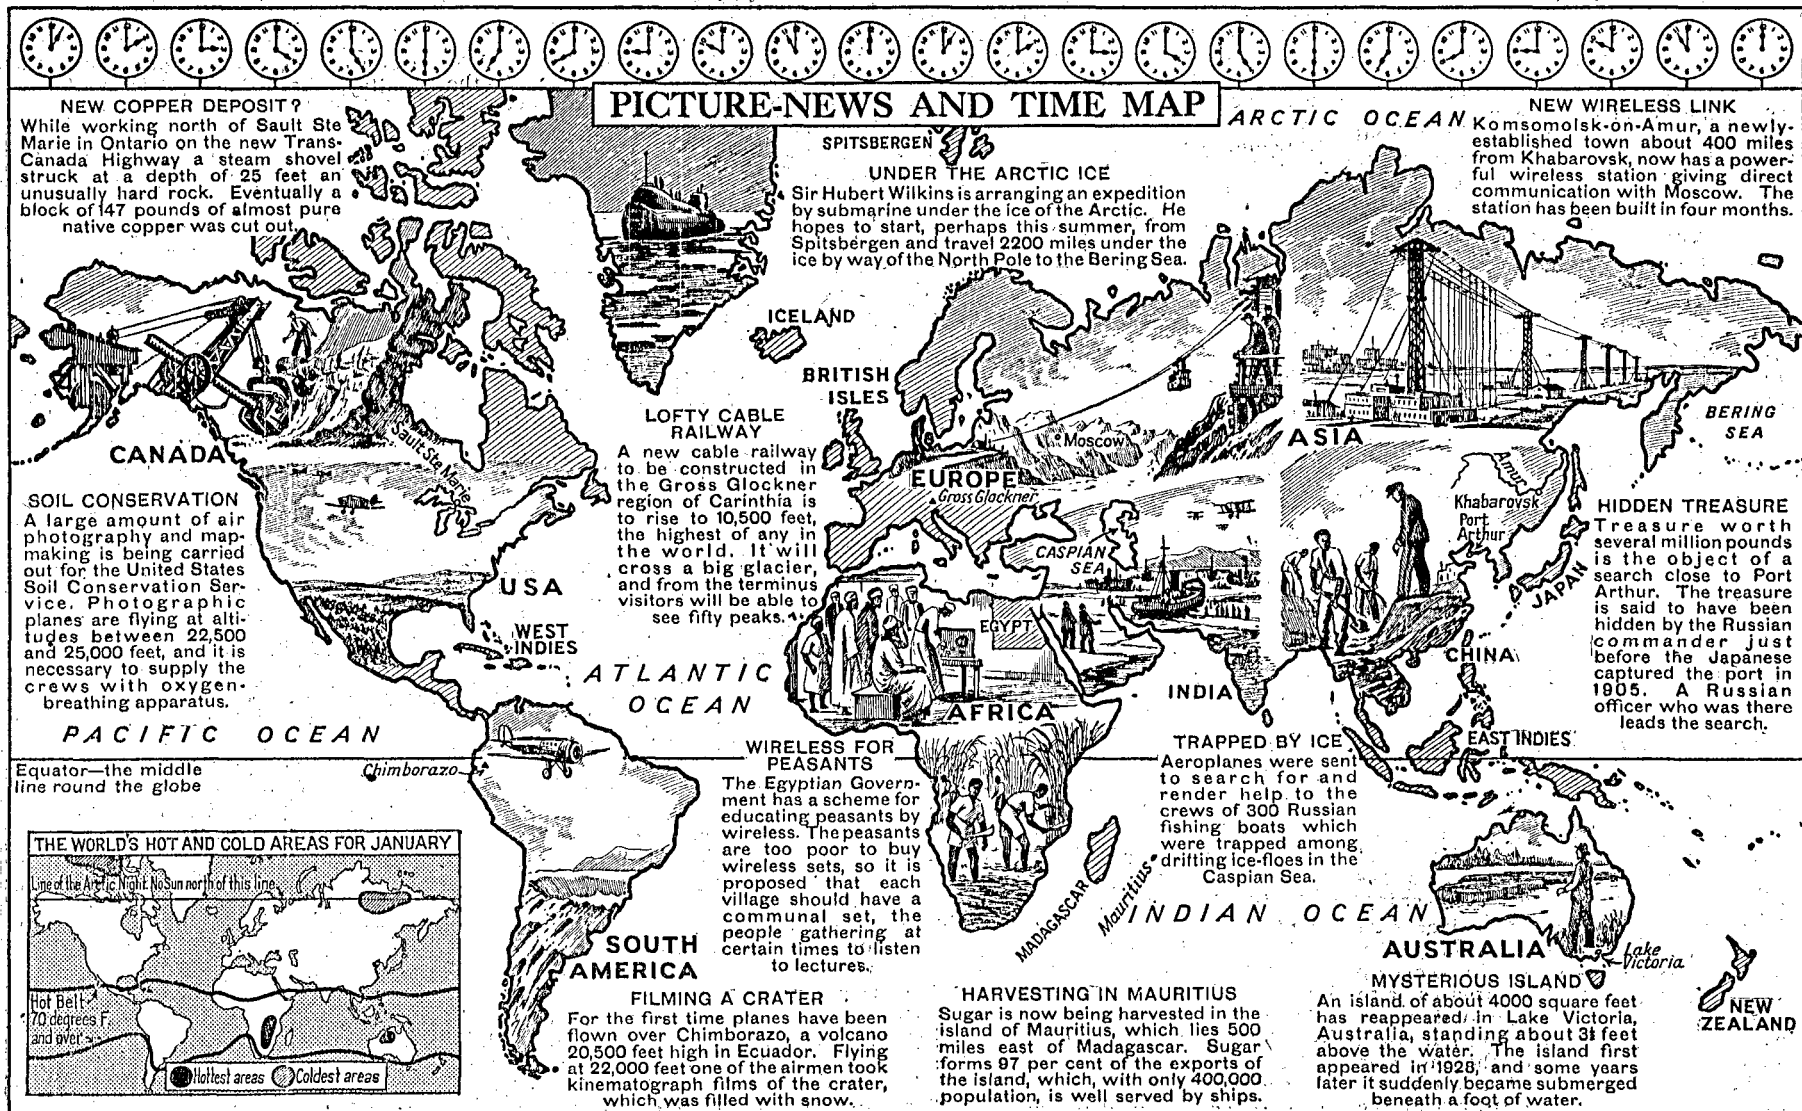 PICTURE-NEWS AND TIME MAP
NEW COPPER DEPOSIT?
While working north of Sault Ste
Marie in Ontario on the new Trans-
Canada Highway a steam shovel
struck at a depth of 25 feet an
unusually hard rock. Eventually a
block of 147 pounds of almost pure
native copper was cut out.
SPITSBERGEN
UNDER THE ARCTIC ICE
Sir Hubert Wilkins is arranging an expedition
by submarine under the ice of the Arctic. He
hopes to start, perhaps this summer, from
Spitsbergen and travel 2200 miles under the
ice by way of the North Pole to the Bering Sea.
ARCTIC OCEAN
NEW WIRELESS LINK
Komsomolsk-on-Amur, a newly-
established town about 400 miles
from Khabarovsk, now has a power-
ful wireless station giving direct
communication with Moscow. The
station has been built in four months.
ICELAND
BRITISH
ISLES
BERING
SEA
CANADA
Sault Ste Marie
LOFTY CABLE
RAILWAY
A new cable railway
to be constructed in
the Gross Glockner
region of Carinthia is
to rise to 10,500 feet,
the highest of any in
the world. It will
cross a big glacier,
and from the terminus
visitors will be able to
see fifty peaks.
Moscow
EUROPE
Gross Glockner
ASIA
Amur
Khabarovsk
Port
Arthur
CASPIAN
SEA
JAPAN
SOIL CONSERVATION
A large amount of air
photography and map-
making is being carried
out for the United States
Soil Conservation Ser-
vice. Photographic
planes are flying at alti-
tudes between 22,500
and 25,000 feet, and it is
necessary to supply the
crews with oxygen-
breathing apparatus.
USA
WEST
INDIES
ATLANTIC
OCEAN
EGYPT
AFRICA
INDIA
CHINA
HIDDEN TREASURE
Treasure worth
several million pounds
is the object of a
search close to Port
Arthur. The treasure
is said to have been
hidden by the Russian
commander just
before the Japanese
captured the port in
1905. A Russian
officer who was there
leads the search.
PACIFIC OCEAN
Equator—the middle
line round the globe
Chimborazo
WIRELESS FOR
PEASANTS
The Egyptian Govern-
ment has a scheme for
educating peasants by
wireless. The peasants
are too poor to buy
wireless sets, so it is
proposed that each
village should have a
communal set, the
people gathering at
certain times to listen
to lectures.
TRAPPED BY ICE
Aeroplanes were sent
to search for and
render help to the
crews of 300 Russian
fishing boats which
were trapped among
drifting ice-floes in the
Caspian Sea.
EAST INDIES
MADAGASCAR
Mauritius
INDIAN OCEAN
THE WORLD'S HOT AND COLD AREAS FOR JANUARY
Line of the Arctic Night. No Sun north of this line
Hot Belt
70 degrees F.
and over
Hottest areas
Coldest areas
SOUTH
AMERICA
FILMING A CRATER
For the first time planes have been
flown over Chimborazo, a volcano
20,500 feet high in Ecuador. Flying
at 22,000 feet one of the airmen took
kinematograph films of the crater,
which was filled with snow.
HARVESTING IN MAURITIUS
Sugar is now being harvested in the
island of Mauritius, which lies 500
miles east of Madagascar. Sugar
forms 97 per cent of the exports of
the island, which, with only 400,000
population, is well served by ships.
AUSTRALIA
Lake
Victoria
MYSTERIOUS ISLAND
An island of about 4000 square feet
has reappeared in Lake Victoria,
Australia, standing about 3½ feet
above the water. The island first
appeared in 1928, and some years
later it suddenly became submerged
beneath a foot of water.
NEW
ZEALAND